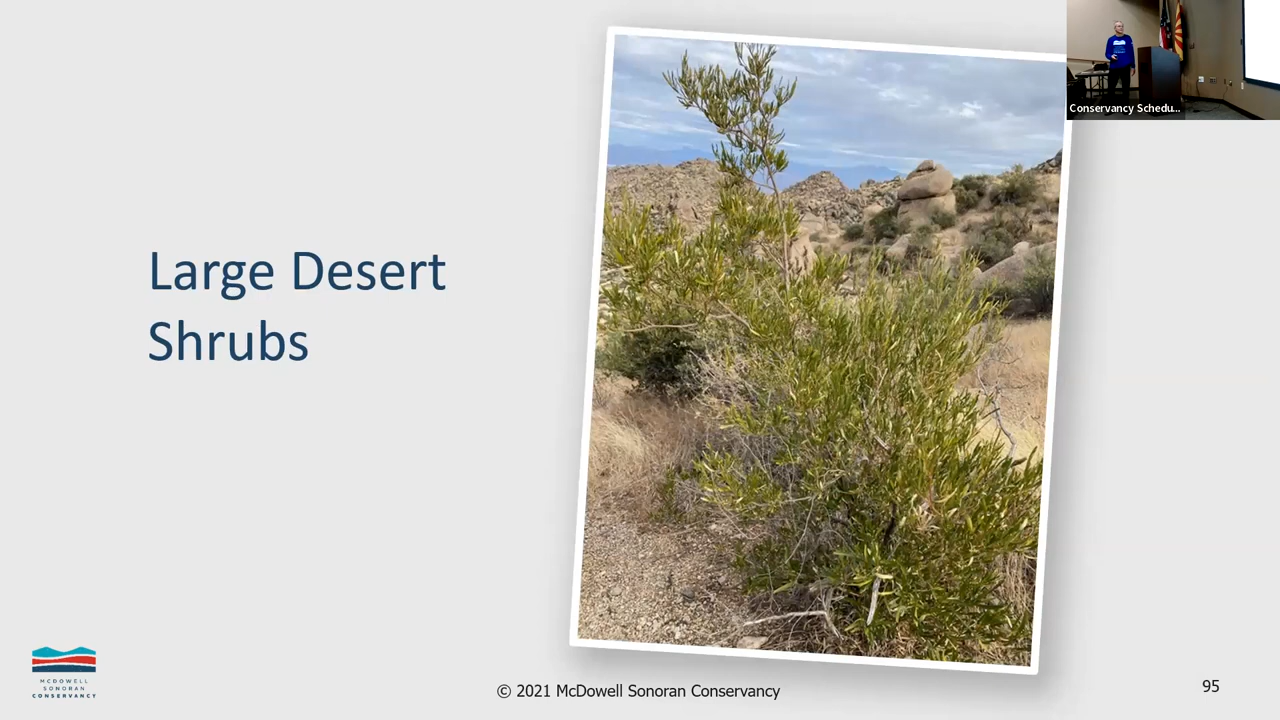 Conservancy Schedu...
Large Desert
Shrubs
MCDOWELL
SONORAN
CONSERVANCY
© 2021 McDowell Sonoran Conservancy
95